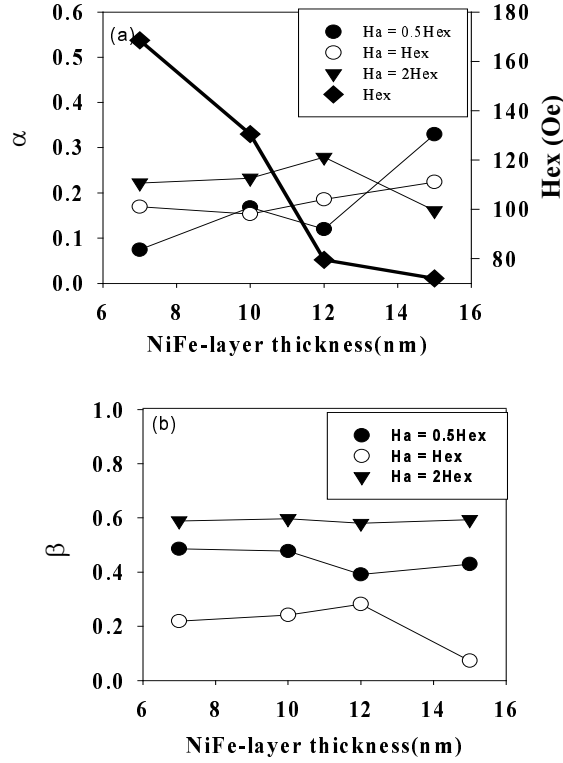 (a)
Ha = 0.5Hex
Ha = Hex
Ha = 2Hex
Hex
0.6
0.5
0.4
0.3
0.2
0.1
0.0
α
180
160
140
120
100
80
Hex (Oe)
6 8 10 12 14 16
NiFe-layer thickness(nm)
(b)
Ha = 0.5Hex
Ha = Hex
Ha = 2Hex
1.0
0.8
0.6
0.4
0.2
0.0
β
6 8 10 12 14 16
NiFe-layer thickness(nm)